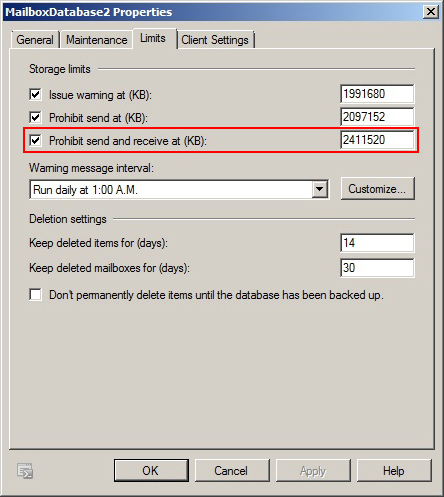 MailboxDatabase2 Properties
General Maintenance Limits Client Settings
Storage limits
Issue warning at (KB): 1991680
Prohibit send at (KB): 2097152
Prohibit send and receive at (KB): 2411520
Warning message interval:
Run daily at 1:00 A.M. Customize...
Deletion settings
Keep deleted items for (days): 14
Keep deleted mailboxes for (days): 30
Don't permanently delete items until the database has been backed up.
OK Cancel Apply Help